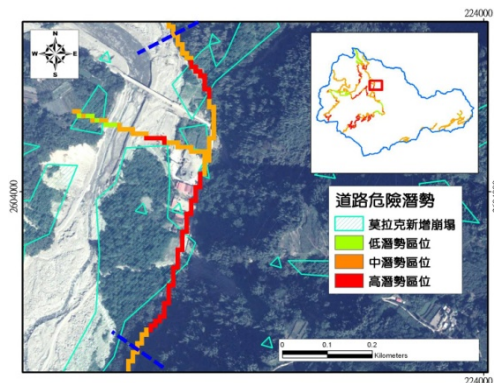 224000
N
W E
S
2604000
道路危險潛勢
莫拉克新增崩塌
低潛勢區位
中潛勢區位
高潛勢區位
0 0.1 0.2
Kilometers
224000